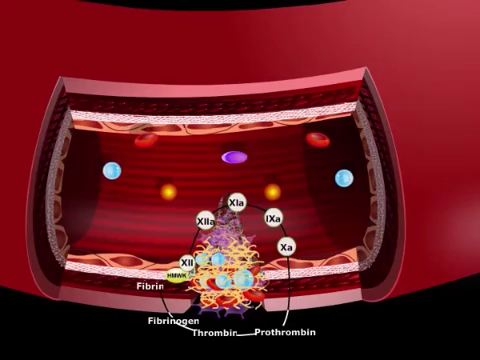 XIa
XIIa
IXa
Xa
XII
HMWK
Fibrin
Fibrinogen
Thrombin
Prothrombin